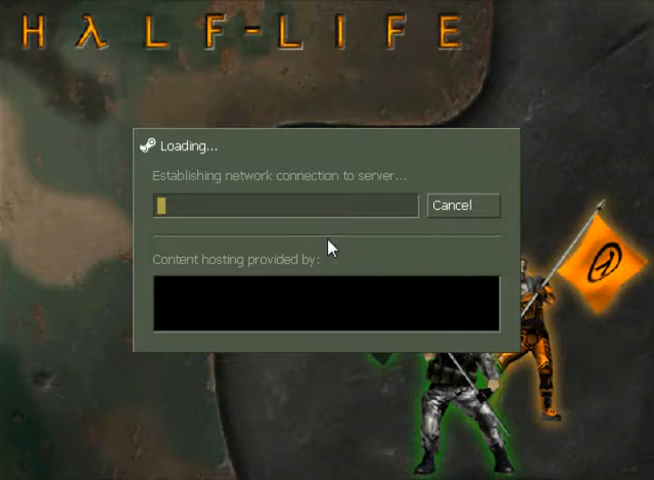 HλLF-LIFE
Loading...
Establishing network connection to server...
Cancel
Content hosting provided by: